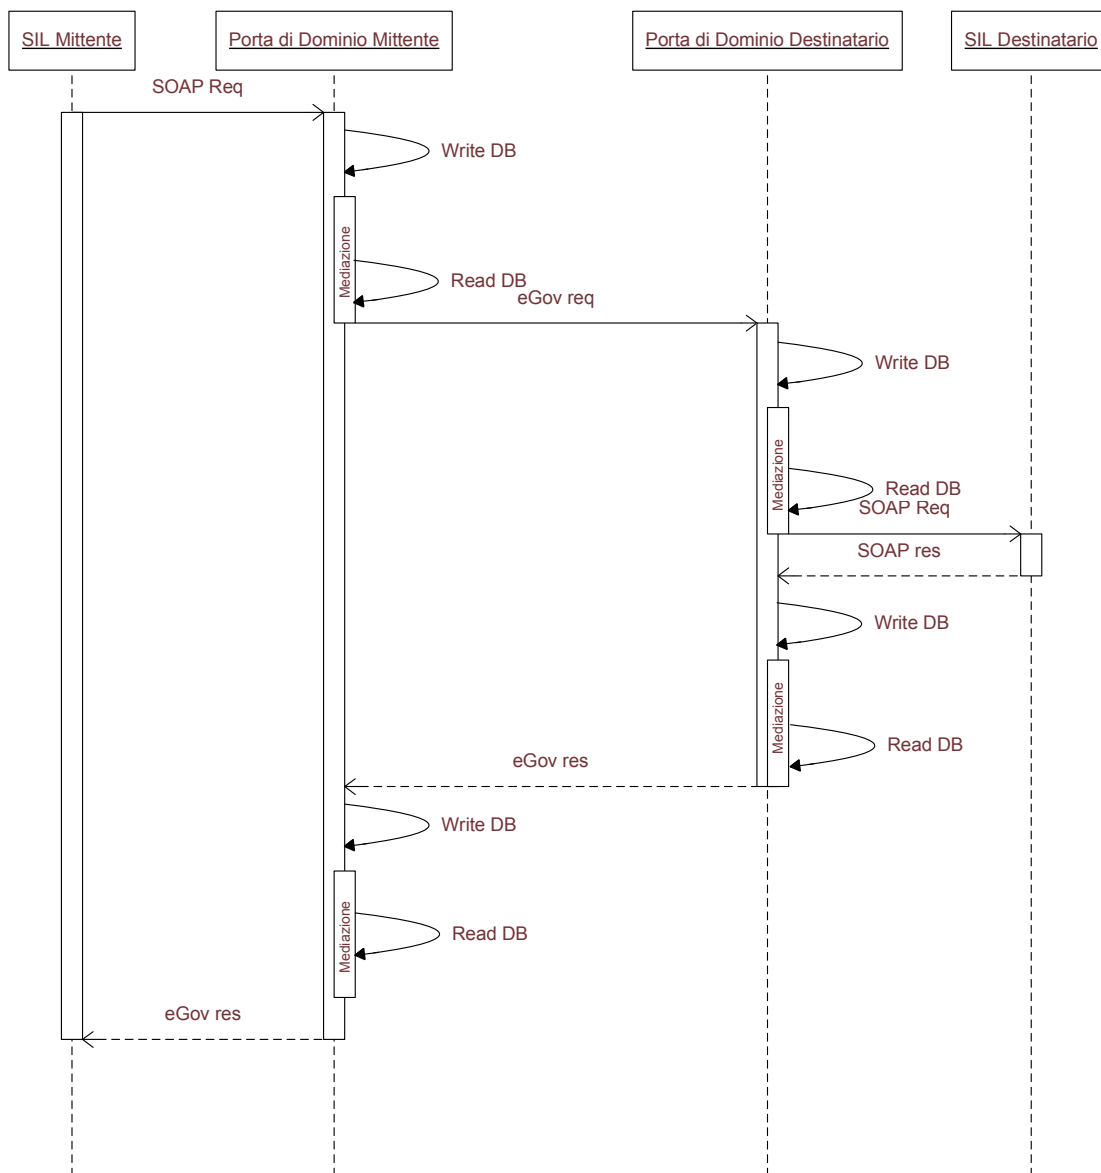 SIL Mittente
Porta di Dominio Mittente
Porta di Dominio Destinatario
SIL Destinatario
SOAP Req
Write DB
Mediazione
Read DB
eGov req
Write DB
Mediazione
Read DB
SOAP Req
SOAP res
Write DB
Mediazione
Read DB
eGov res
Write DB
Mediazione
Read DB
eGov res